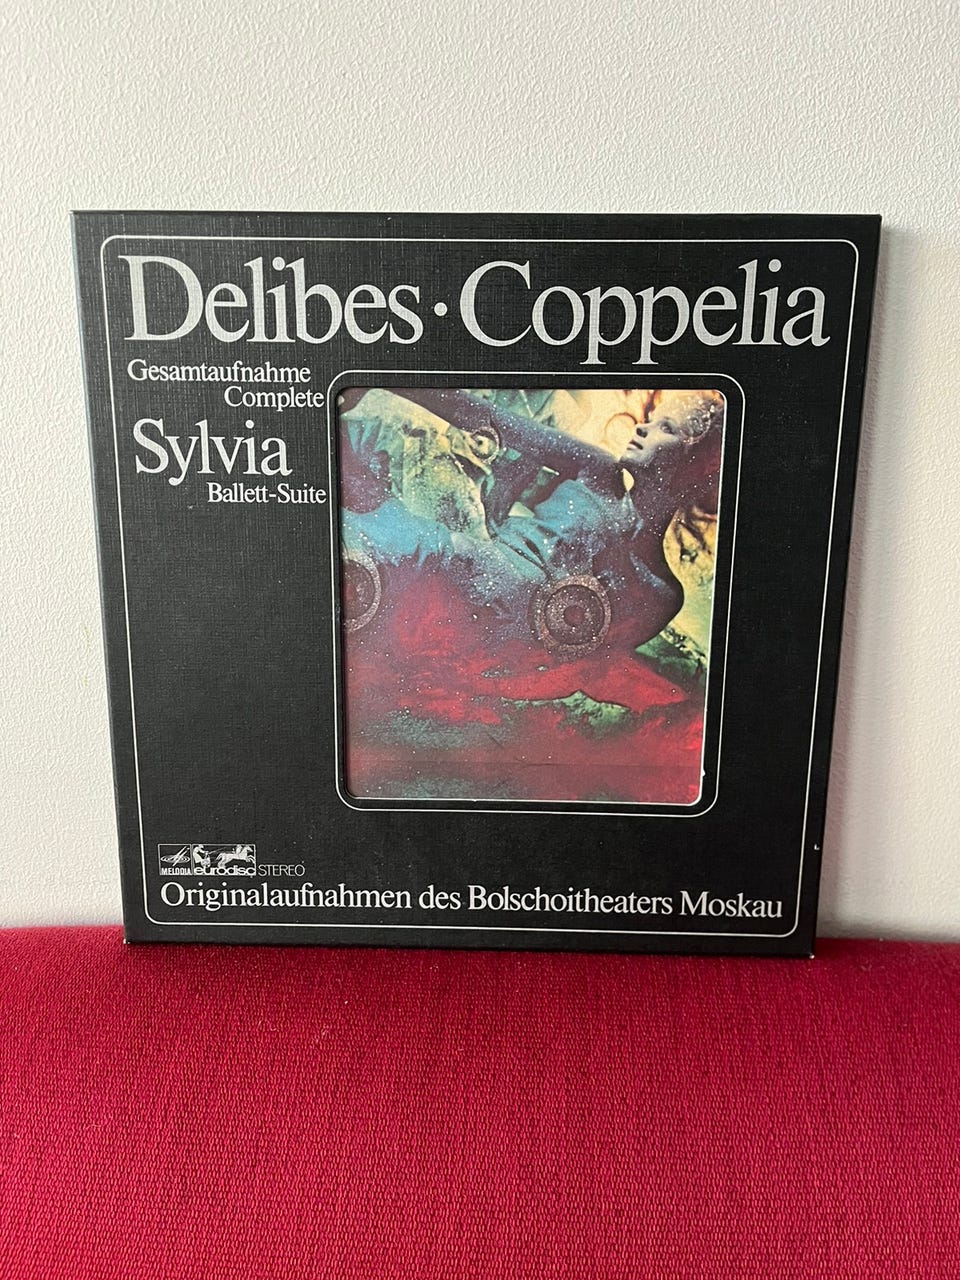 Delibes · Coppelia
Gesamtaufnahme
Complete
Sylvia
Ballett-Suite
MELODIA eurodisc STEREO
Originalaufnahmen des Bolschoitheaters Moskau